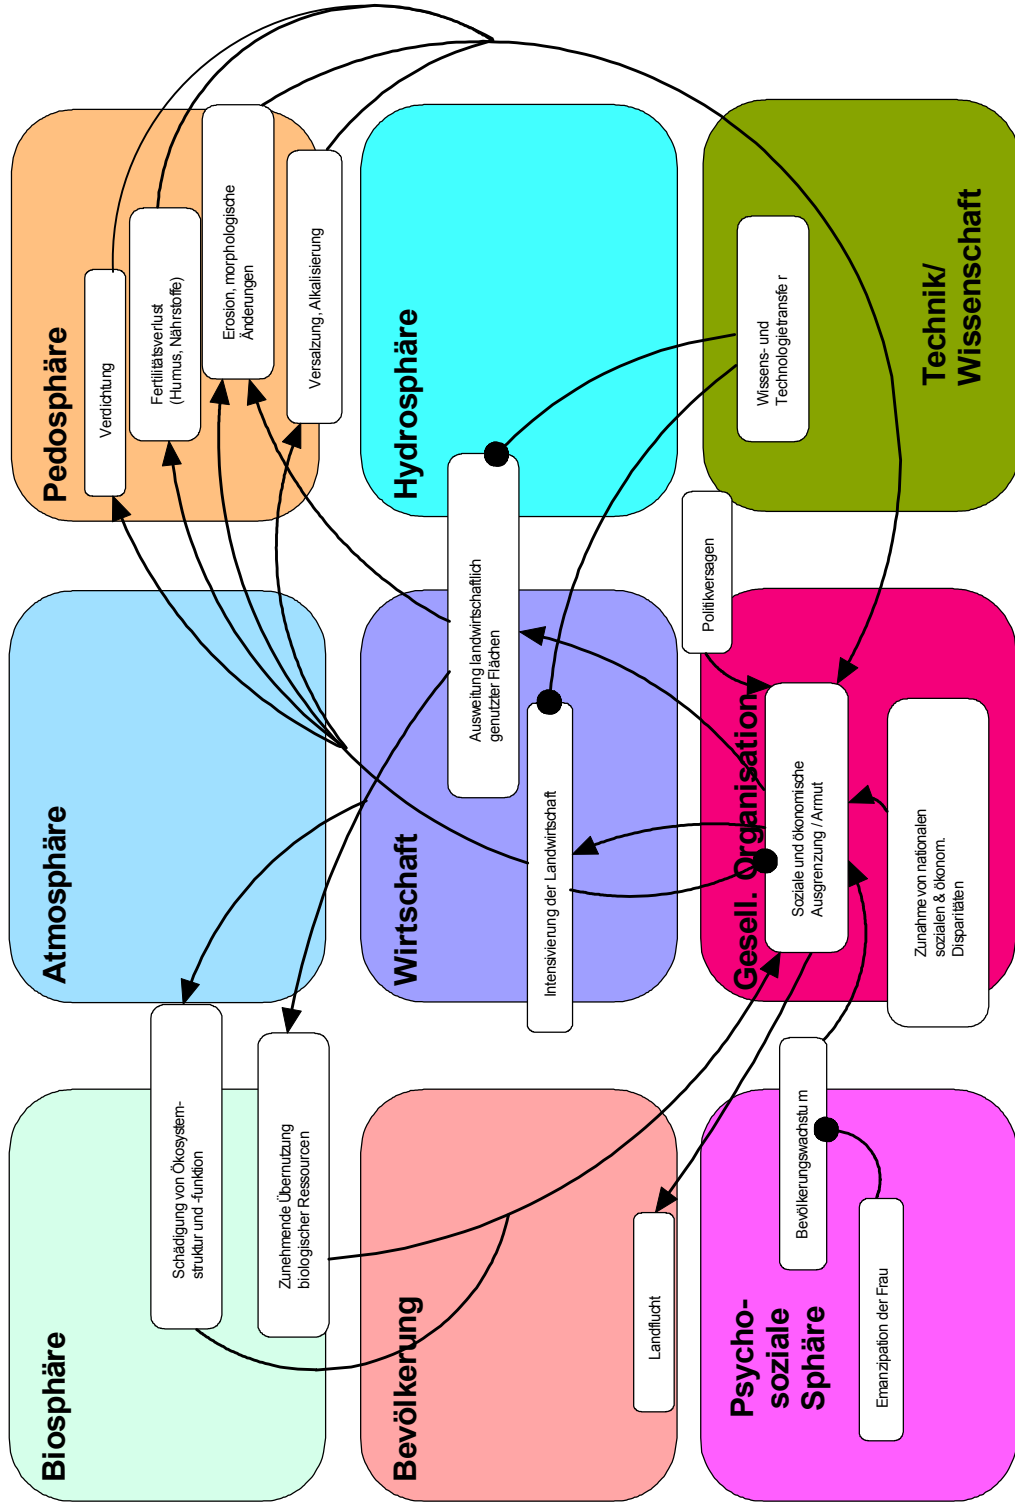 Biosphäre
Schädigung von Ökosystem-
struktur und -funktion
Zunehmende Übernutzung
biologischer Ressourcen
Atmosphäre
Pedosphäre
Verdichtung
Fertilitätsverlust
(Humus, Nährstoffe)
Erosion, morphologische
Änderungen
Versalzung, Alkalisierung
Bevölkerung
Landflucht
Wirtschaft
Ausweitung landwirtschaftlich
genutzter Flächen
Intensivierung der Landwirtschaft
Hydrosphäre
Psycho-
soziale
Sphäre
Bevölkerungswachstu m
Emanzipation der Frau
Gesell. Organisation
Politikversagen
Soziale und ökonomische
Ausgrenzung / Armut
Zunahme von nationalen
sozialen & ökonom.
Disparitäten
Wissens- und
Technologietransfe r
Technik/
Wissenschaft